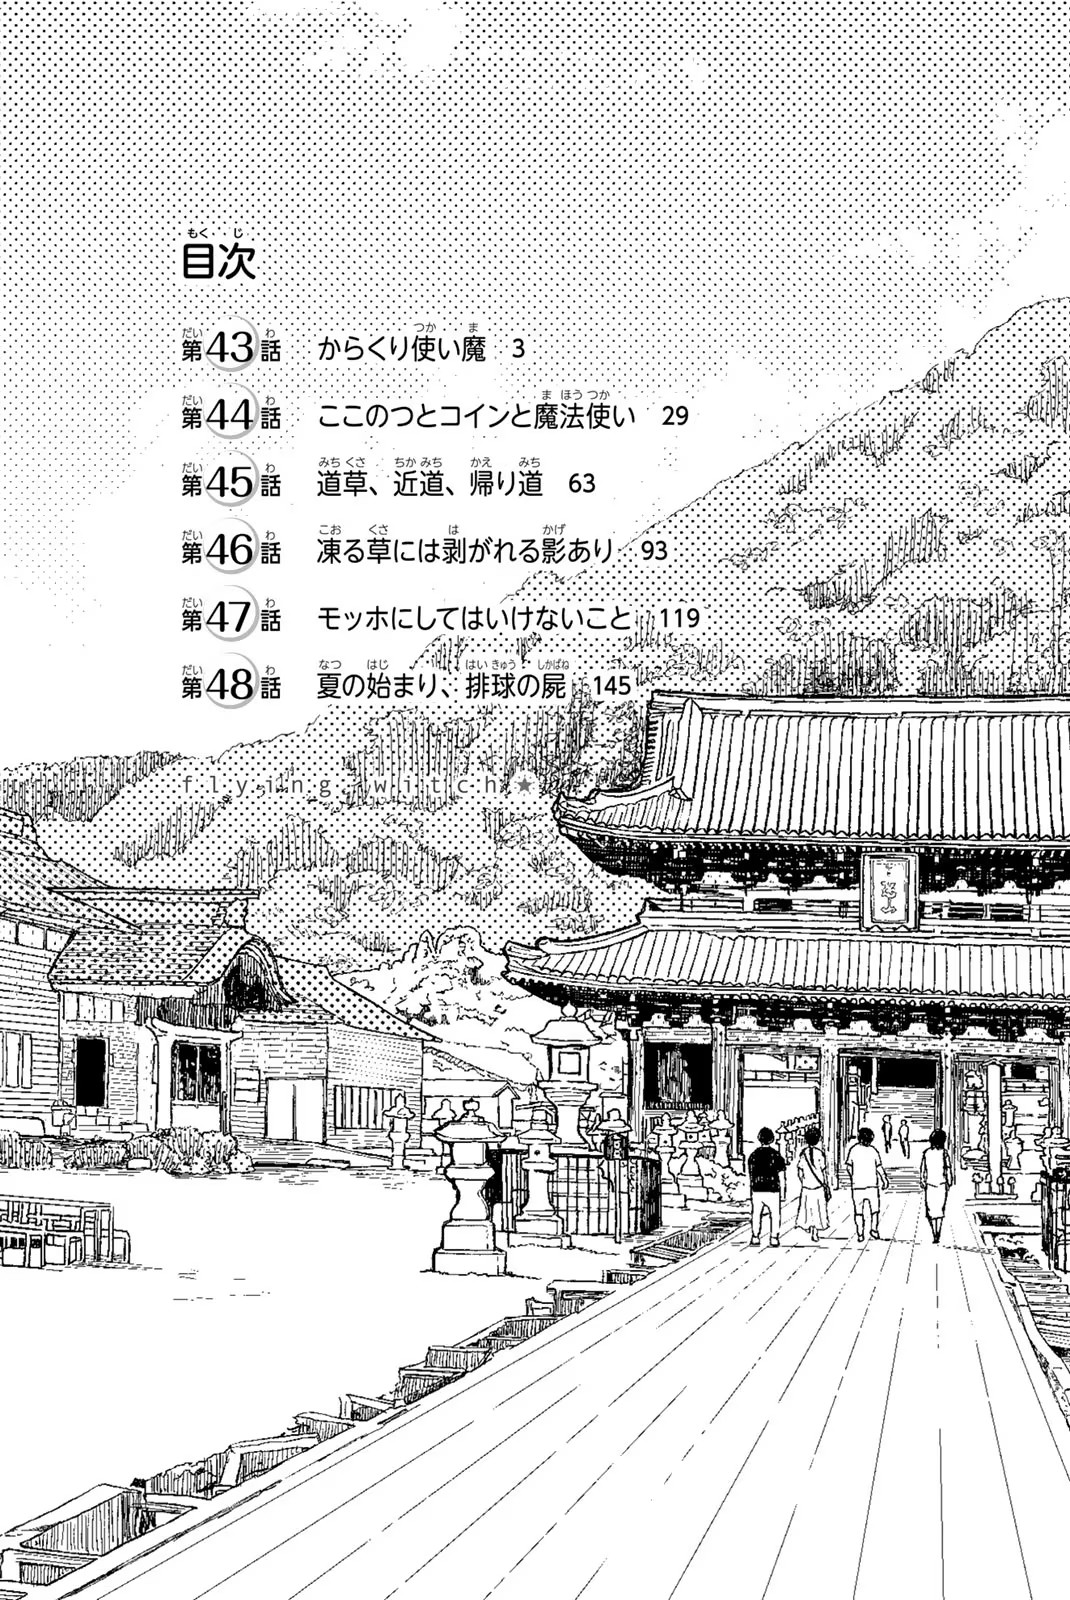 目次
第43話 からくり使い魔 3
第44話 ここのつとコインと魔法使い 29
第45話 道草、近道、帰り道 63
第46話 凍る草には剥がれる影あり 93
第47話 モッホにしてはいけないこと 119
第48話 夏の始まり、排球の屍 145
flying witch★